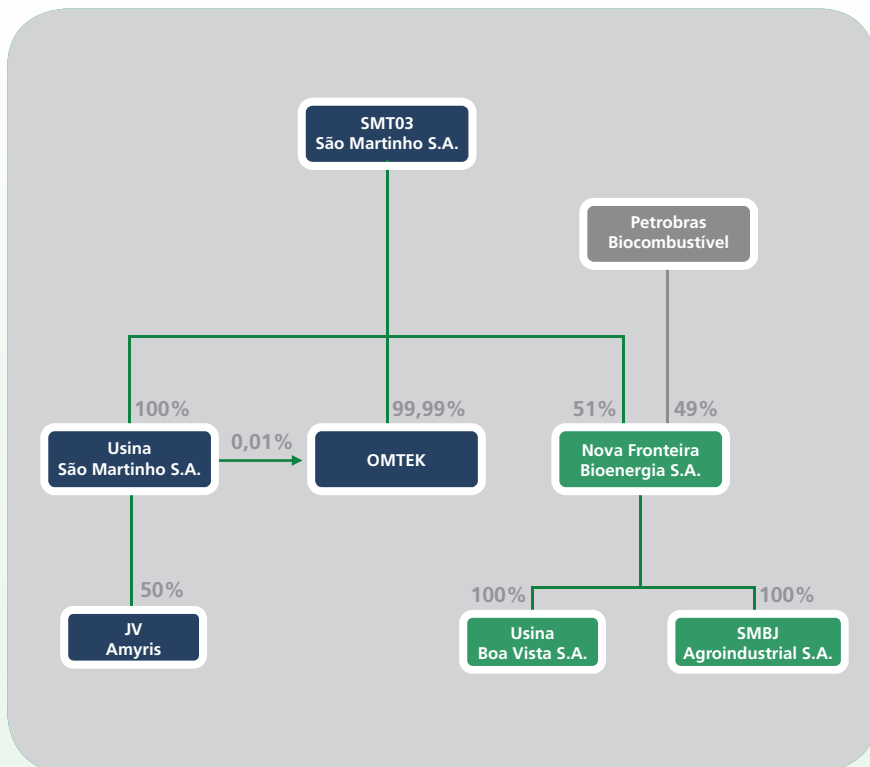 SMT03
São Martinho S.A.
Petrobras
Biocombustível
100%
99,99%
51%
49%
Usina
São Martinho S.A.
0,01%
OMTEK
Nova Fronteira
Bioenergia S.A.
50%
100%
100%
JV
Amyris
Usina
Boa Vista S.A.
SMBJ
Agroindustrial S.A.